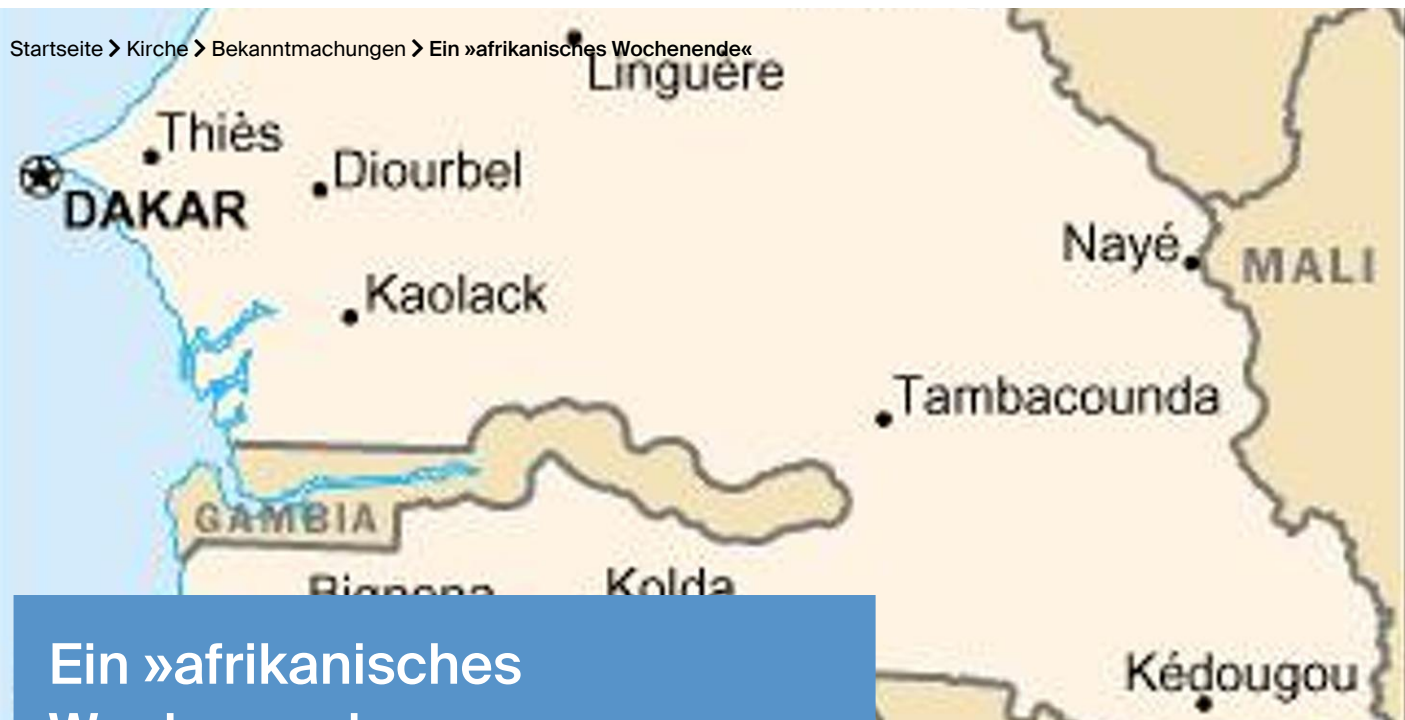 Startseite > Kirche > Bekanntmachungen > Ein »afrikanisches Wochenende«
Linguère
Thiès
Diourbel
DAKAR
Nayé
MALI
Kaolack
Tambacounda
GAMBIA
Bignona
Kolda
Ein »afrikanisches
Kédougou